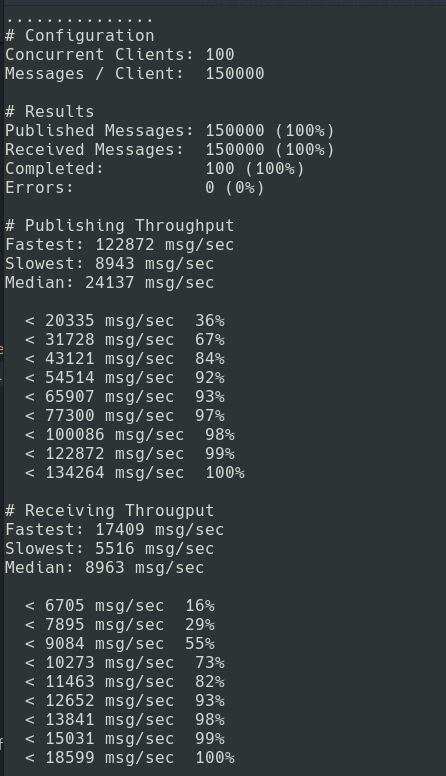 ...............
# Configuration
Concurrent Clients: 100
Messages / Client:  150000

# Results
Published Messages: 150000 (100%)
Received Messages:  150000 (100%)
Completed:          100 (100%)
Errors:             0 (0%)

# Publishing Throughput
Fastest: 122872 msg/sec
Slowest: 8943 msg/sec
Median: 24137 msg/sec

  < 20335 msg/sec  36%
  < 31728 msg/sec  67%
  < 43121 msg/sec  84%
  < 54514 msg/sec  92%
  < 65907 msg/sec  93%
  < 77300 msg/sec  97%
  < 100086 msg/sec  98%
  < 122872 msg/sec  99%
  < 134264 msg/sec  100%

# Receiving Througput
Fastest: 17409 msg/sec
Slowest: 5516 msg/sec
Median: 8963 msg/sec

  < 6705 msg/sec  16%
  < 7895 msg/sec  29%
  < 9084 msg/sec  55%
  < 10273 msg/sec  73%
  < 11463 msg/sec  82%
  < 12652 msg/sec  93%
  < 13841 msg/sec  98%
  < 15031 msg/sec  99%
  < 18599 msg/sec  100%